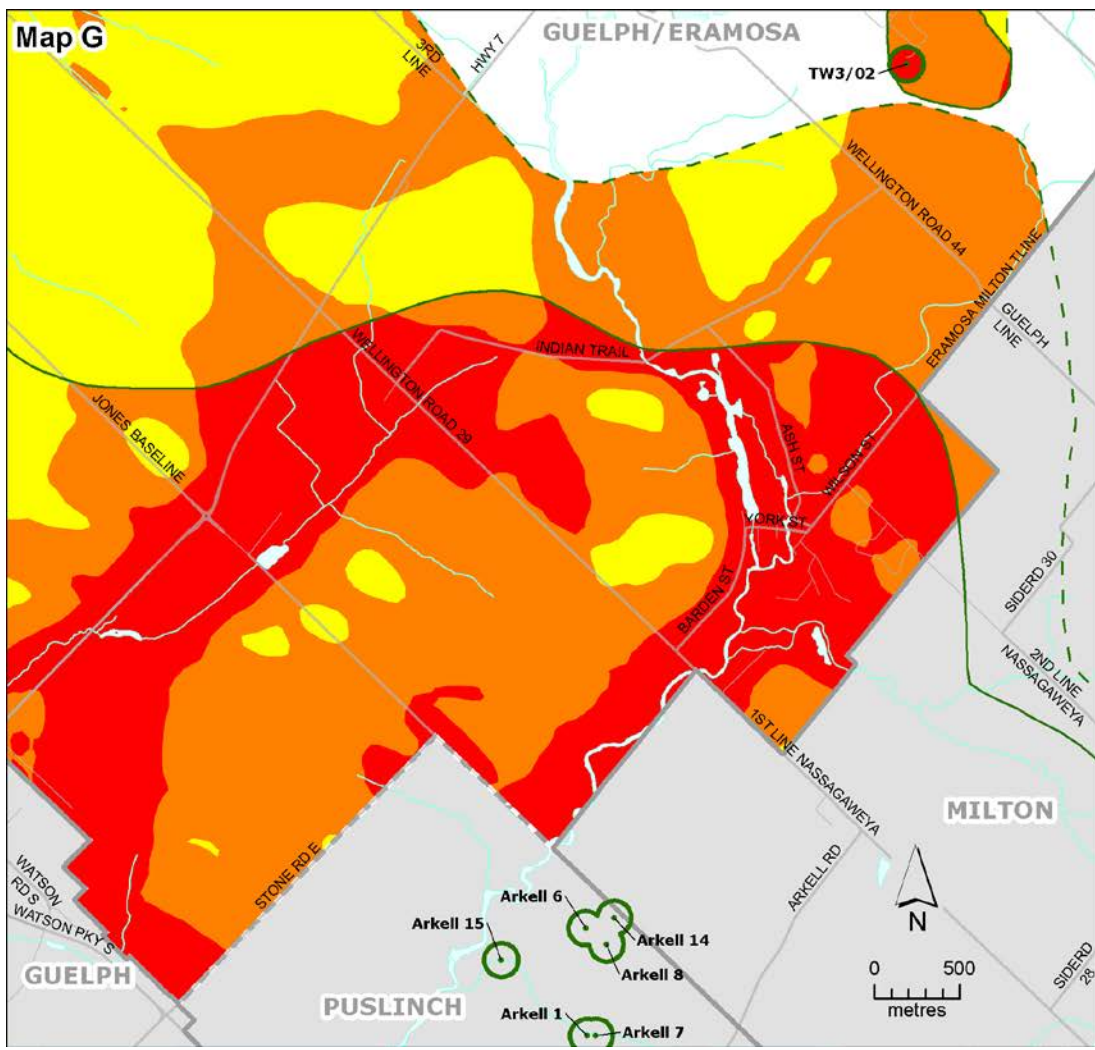 Map G
GUELPH/ERAMOSA
3RD
LINE
HWY 7
TW3/02
WELLINGTON ROAD 44
ERAMOSA MILTON TLINE
GUELPH
LINE
INDIAN TRAIL
WELLINGTON ROAD 29
JONES BASELINE
ASH ST
WILSON ST
YORK ST
BARDEN ST
SIDERD 30
2ND LINE
NASSAGAWEYA
1ST LINE NASSAGAWEYA
MILTON
STONE RD E
ARKELL RD
WATSON
RD S
WATSON PKY S
GUELPH
PUSLINCH
Arkell 6
Arkell 15
Arkell 14
Arkell 8
Arkell 1
Arkell 7
N
0 500
metres
SIDERD
28